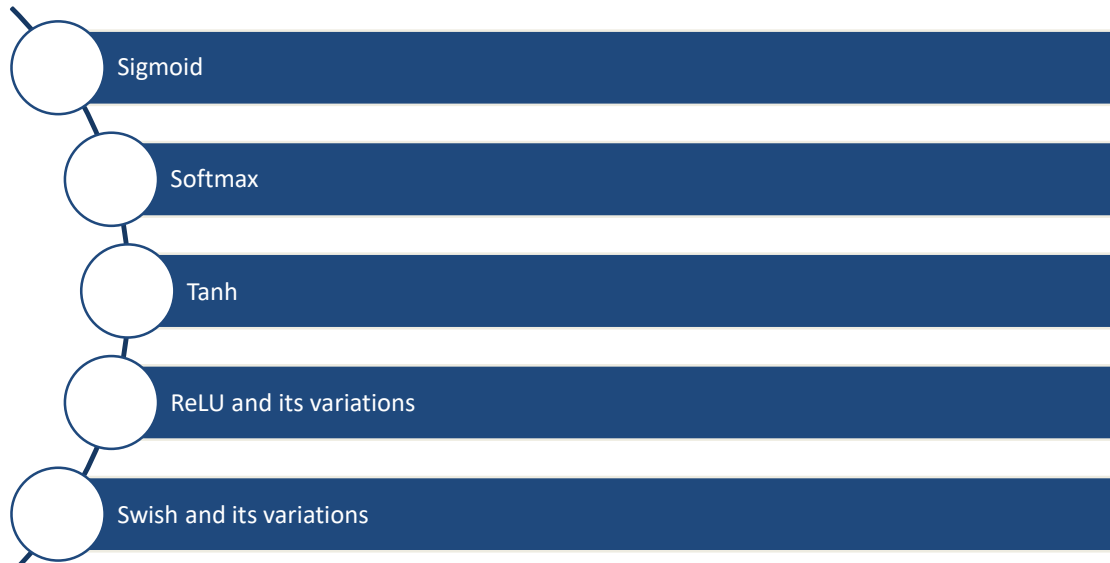 Sigmoid
Softmax
Tanh
ReLU and its variations
Swish and its variations